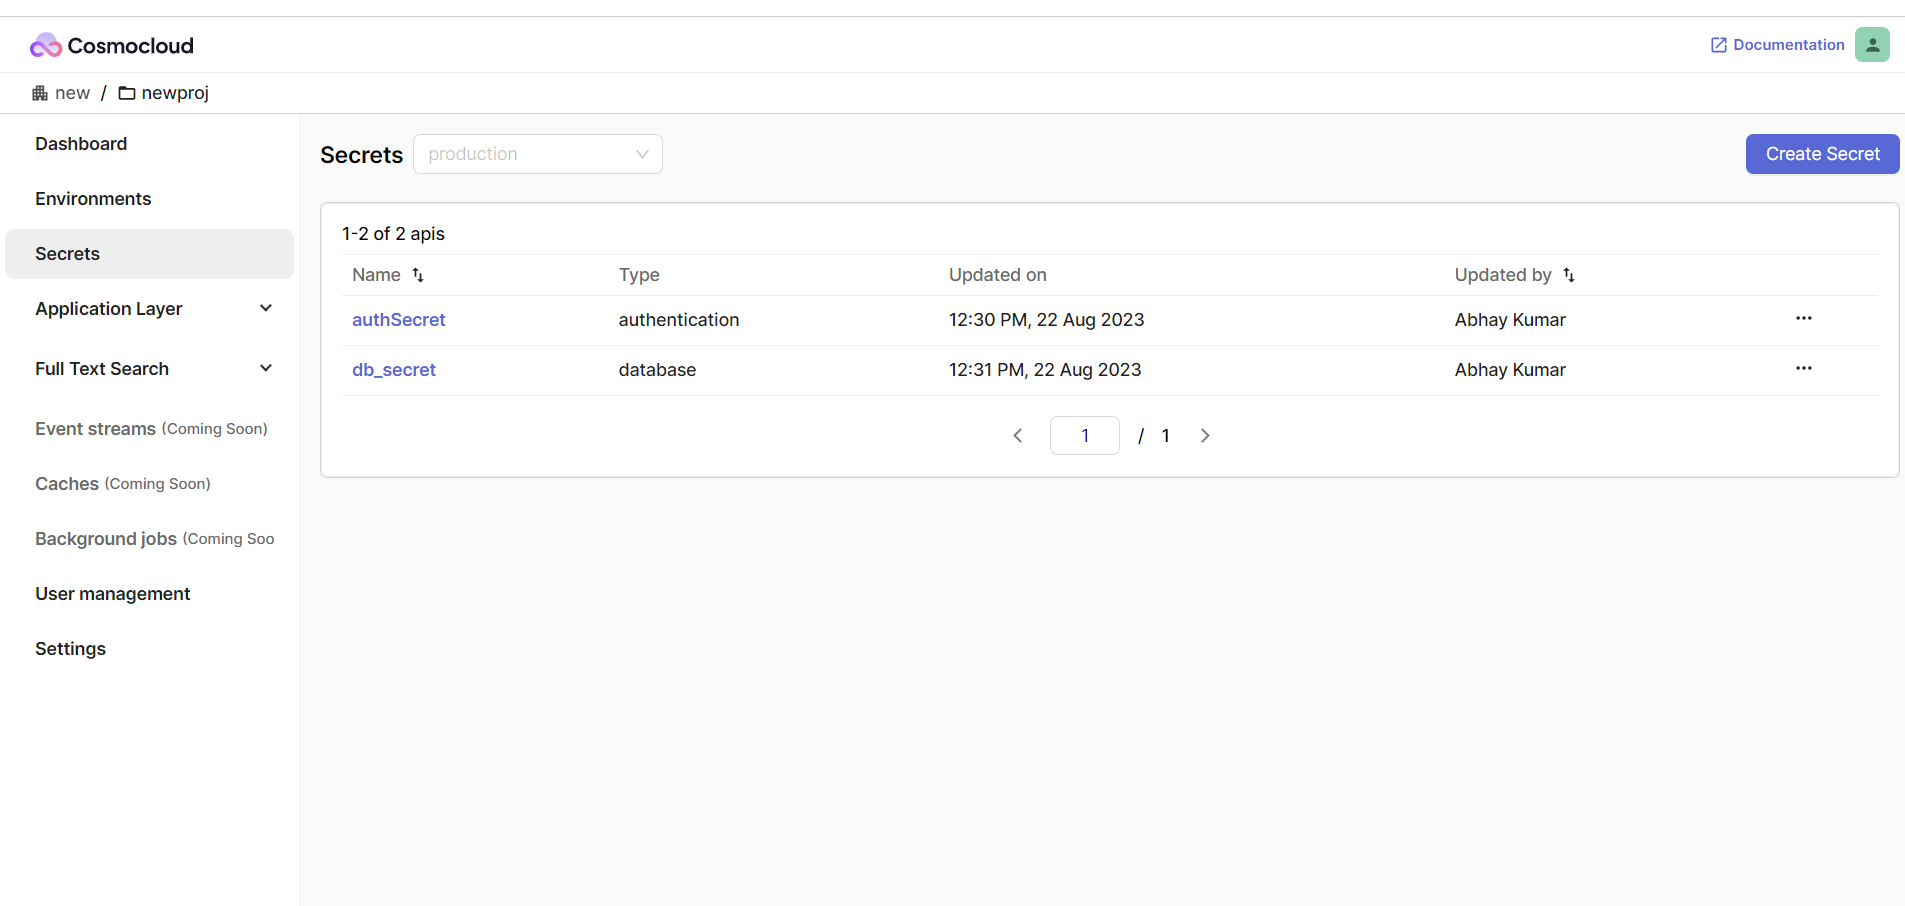 Cosmocloud
Documentation
new / newproj
Dashboard
Environments
Secrets
Application Layer
Full Text Search
Event streams (Coming Soon)
Caches (Coming Soon)
Background jobs (Coming Soo
User management
Settings
Secrets production Create Secret
1-2 of 2 apis
Name Type Updated on Updated by
authSecret authentication 12:30 PM, 22 Aug 2023 Abhay Kumar
db_secret database 12:31 PM, 22 Aug 2023 Abhay Kumar
1 / 1